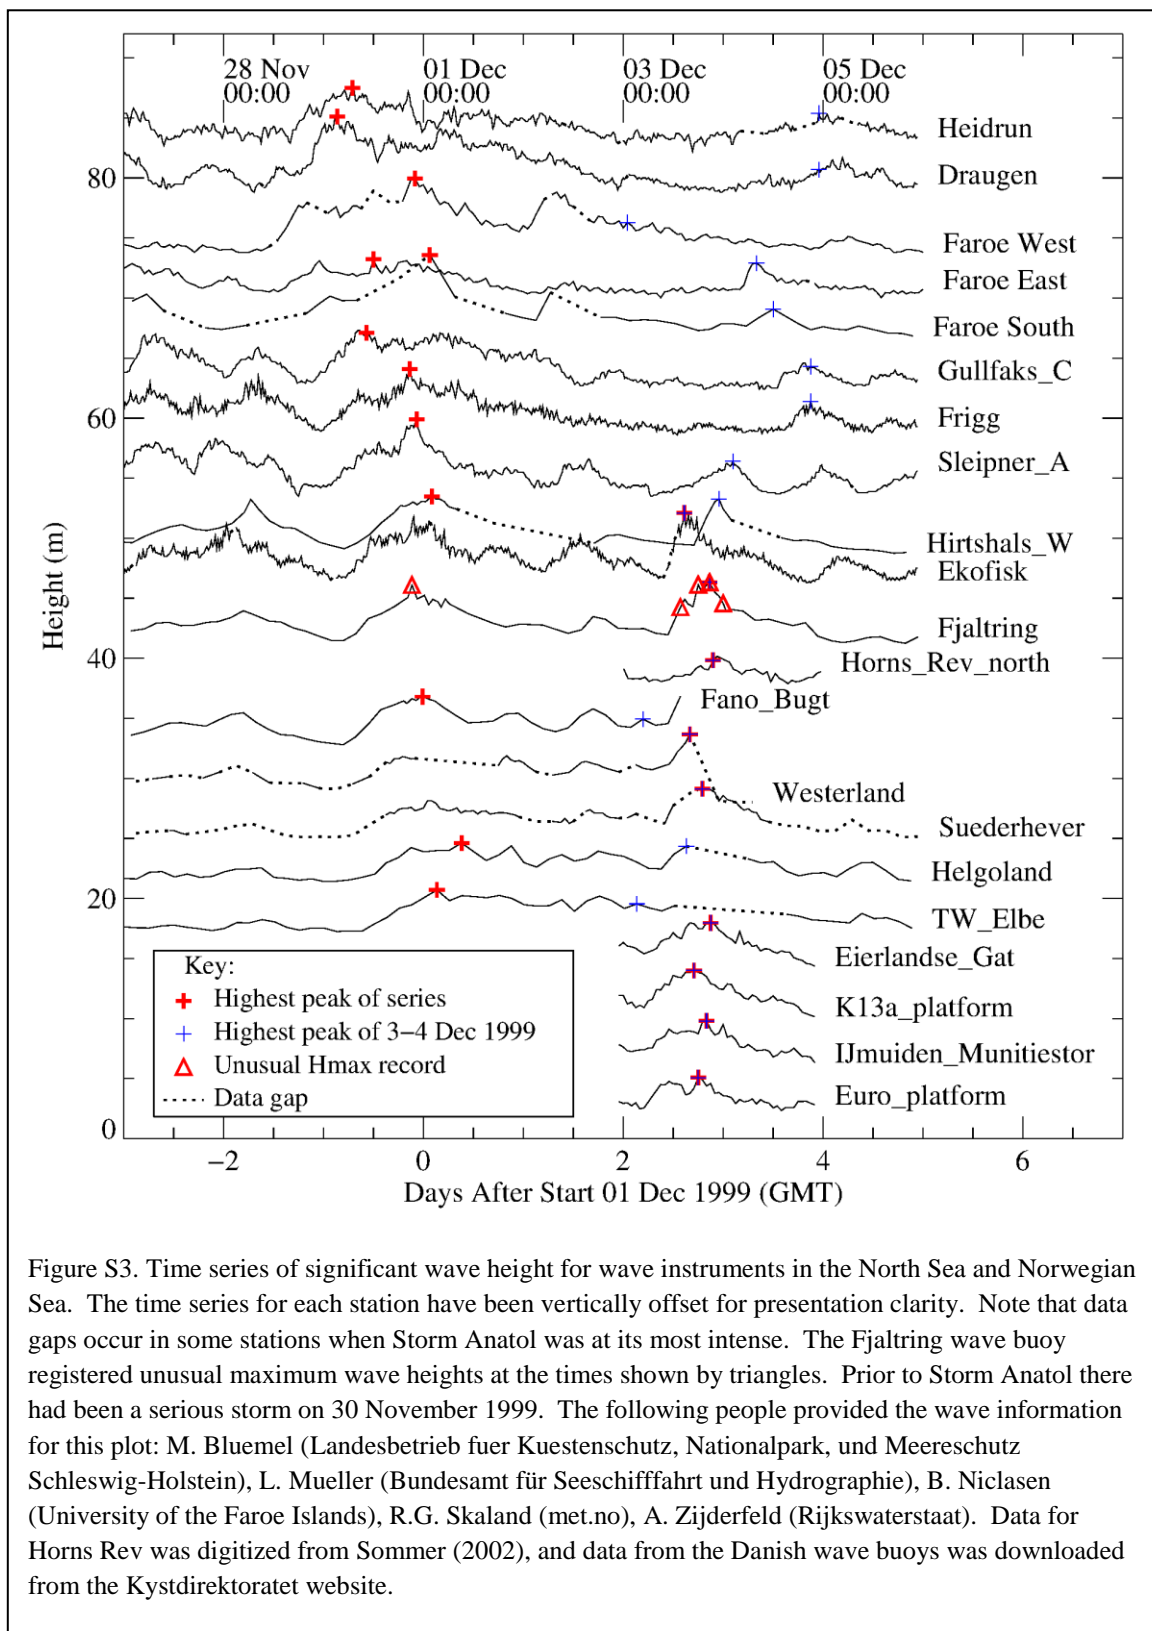 28 Nov 01 Dec 03 Dec 05 Dec
00:00 00:00 00:00 00:00
Heidrun
80
Draugen
Faroe West
Faroe East
Faroe South
Gullfaks_C
60
Frigg
Sleipner_A
Height (m)
Hirtshals_W
Ekofisk
Fjaltring
40
Horns_Rev_north
Fano_Bugt
Westerland
Suederhever
Helgoland
20
TW_Elbe
Eierlandse_Gat
K13a_platform
IJmuiden_Munitiestor
Euro_platform
Key:
Highest peak of series
Highest peak of 3−4 Dec 1999
Unusual Hmax record
Data gap
0
−2 0 2 4 6
Days After Start 01 Dec 1999 (GMT)
Figure S3. Time series of significant wave height for wave instruments in the North Sea and Norwegian
Sea. The time series for each station have been vertically offset for presentation clarity. Note that data
gaps occur in some stations when Storm Anatol was at its most intense. The Fjaltring wave buoy
registered unusual maximum wave heights at the times shown by triangles. Prior to Storm Anatol there
had been a serious storm on 30 November 1999. The following people provided the wave information
for this plot: M. Bluemel (Landesbetrieb fuer Kuestenschutz, Nationalpark, und Meereschutz
Schleswig-Holstein), L. Mueller (Bundesamt für Seeschifffahrt und Hydrographie), B. Niclasen
(University of the Faroe Islands), R.G. Skaland (met.no), A. Zijderfeld (Rijkswaterstaat). Data for
Horns Rev was digitized from Sommer (2002), and data from the Danish wave buoys was downloaded
from the Kystdirektoratet website.